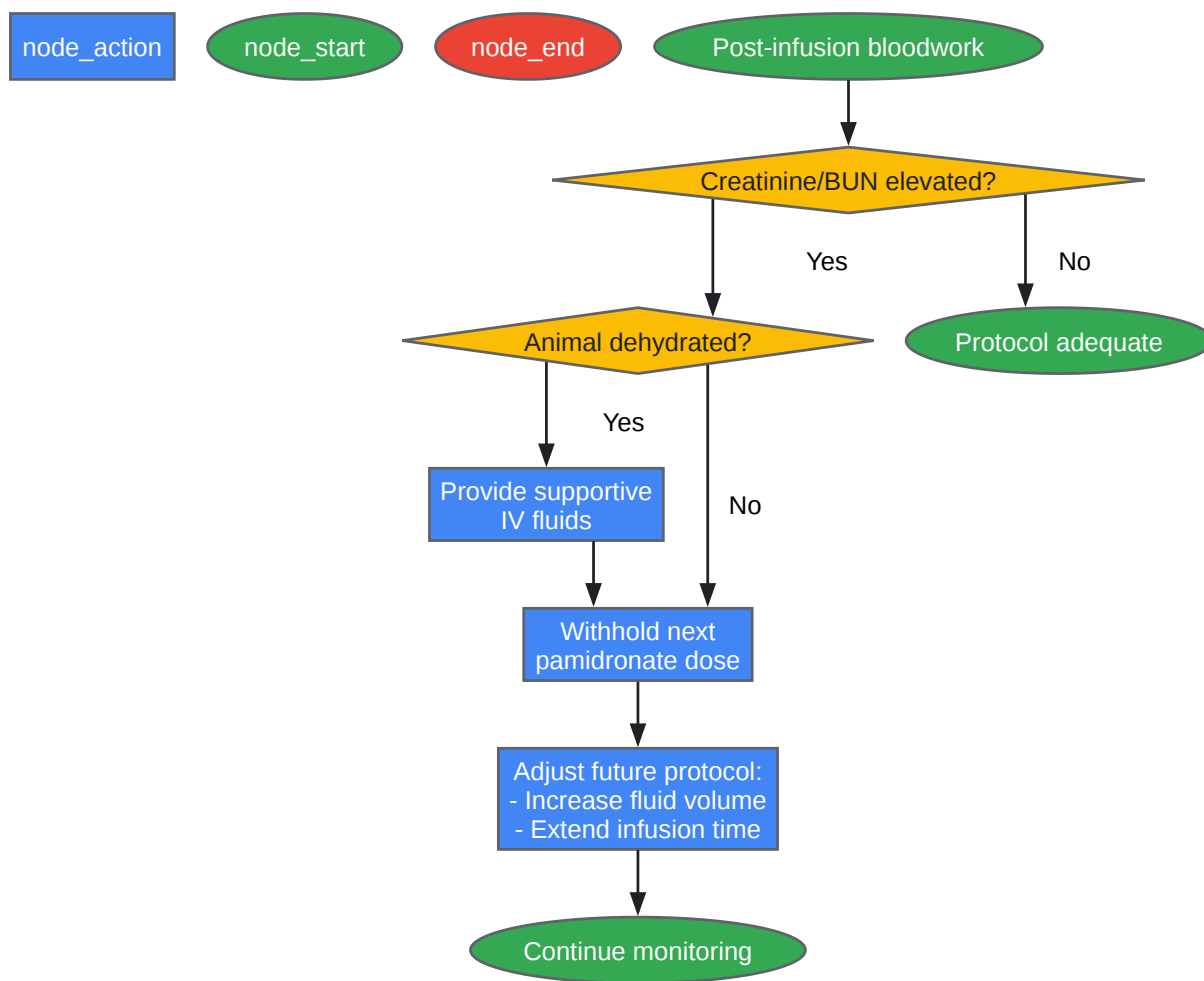 node_action
node_start
node_end
Post-infusion bloodwork
Creatinine/BUN elevated?
Yes
No
Animal dehydrated?
Protocol adequate
Yes
Provide supportive
IV fluids
No
Withhold next
pamidronate dose
Adjust future protocol:
- Increase fluid volume
- Extend infusion time
Continue monitoring